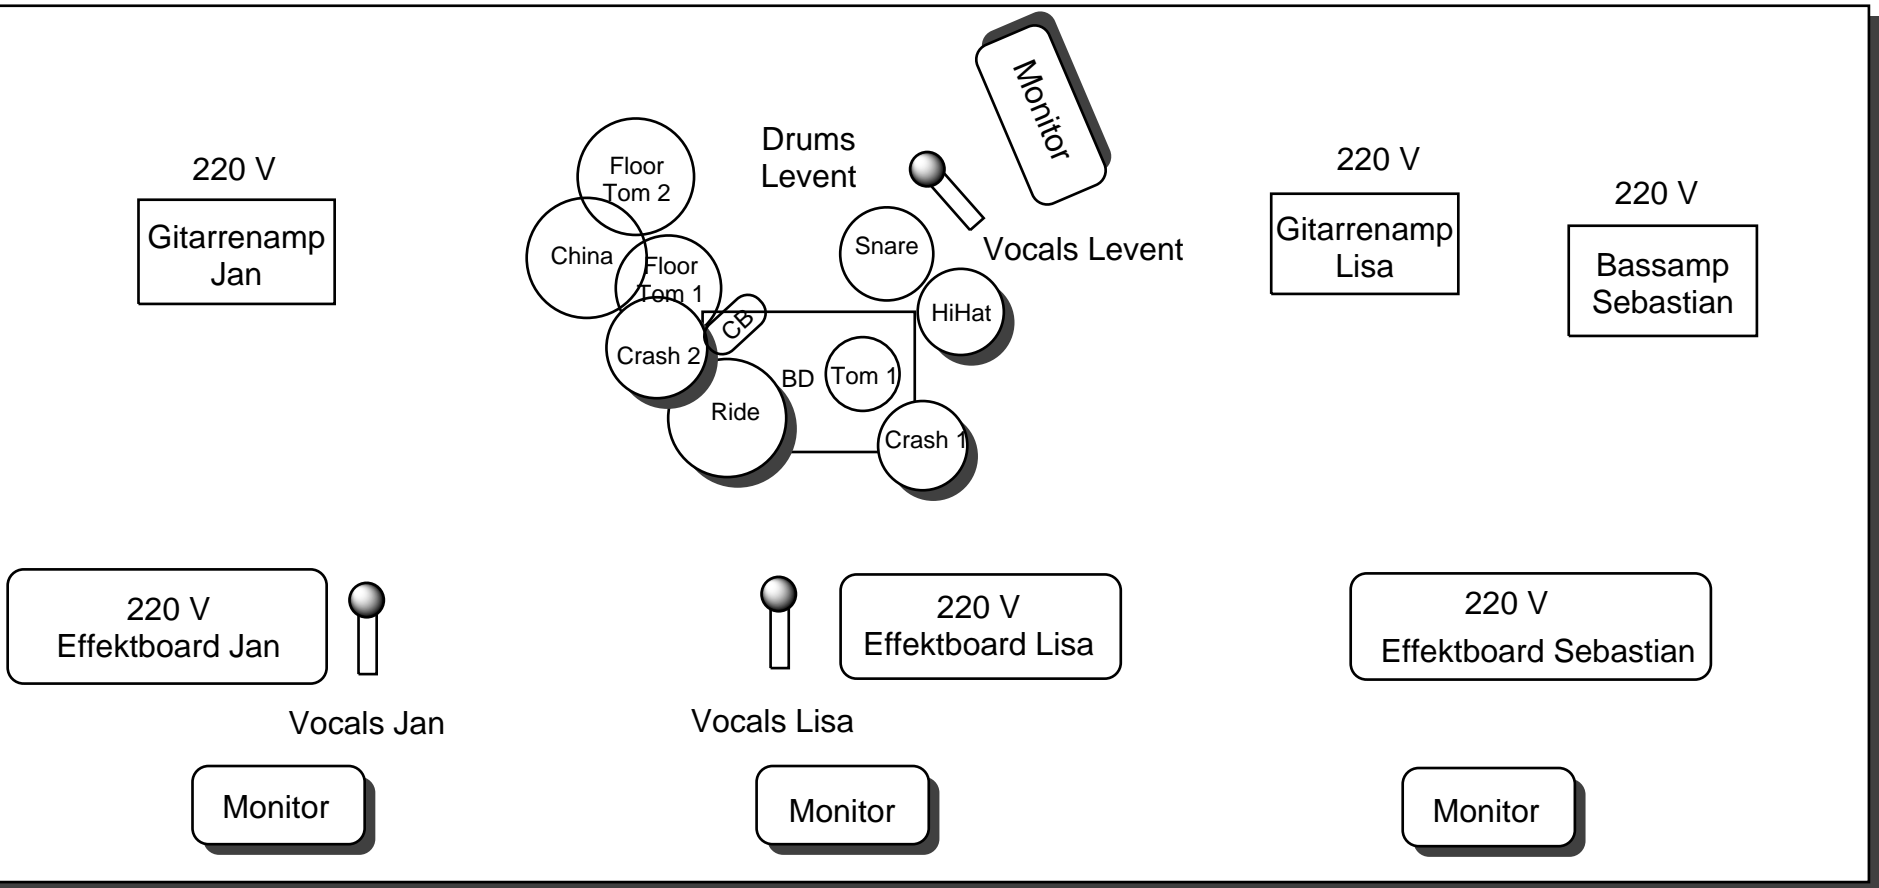 Monitor
Drums
Levent
220 V
Gitarrenamp
Jan
Floor
Tom 2
China
Floor
Tom 1
Snare
Vocals Levent
220 V
Gitarrenamp
Lisa
220 V
Bassamp
Sebastian
CB
HiHat
Crash 2
BD
Tom 1
Ride
Crash 1
220 V
Effektboard Jan
220 V
Effektboard Lisa
220 V
Effektboard Sebastian
Vocals Jan
Vocals Lisa
Monitor
Monitor
Monitor